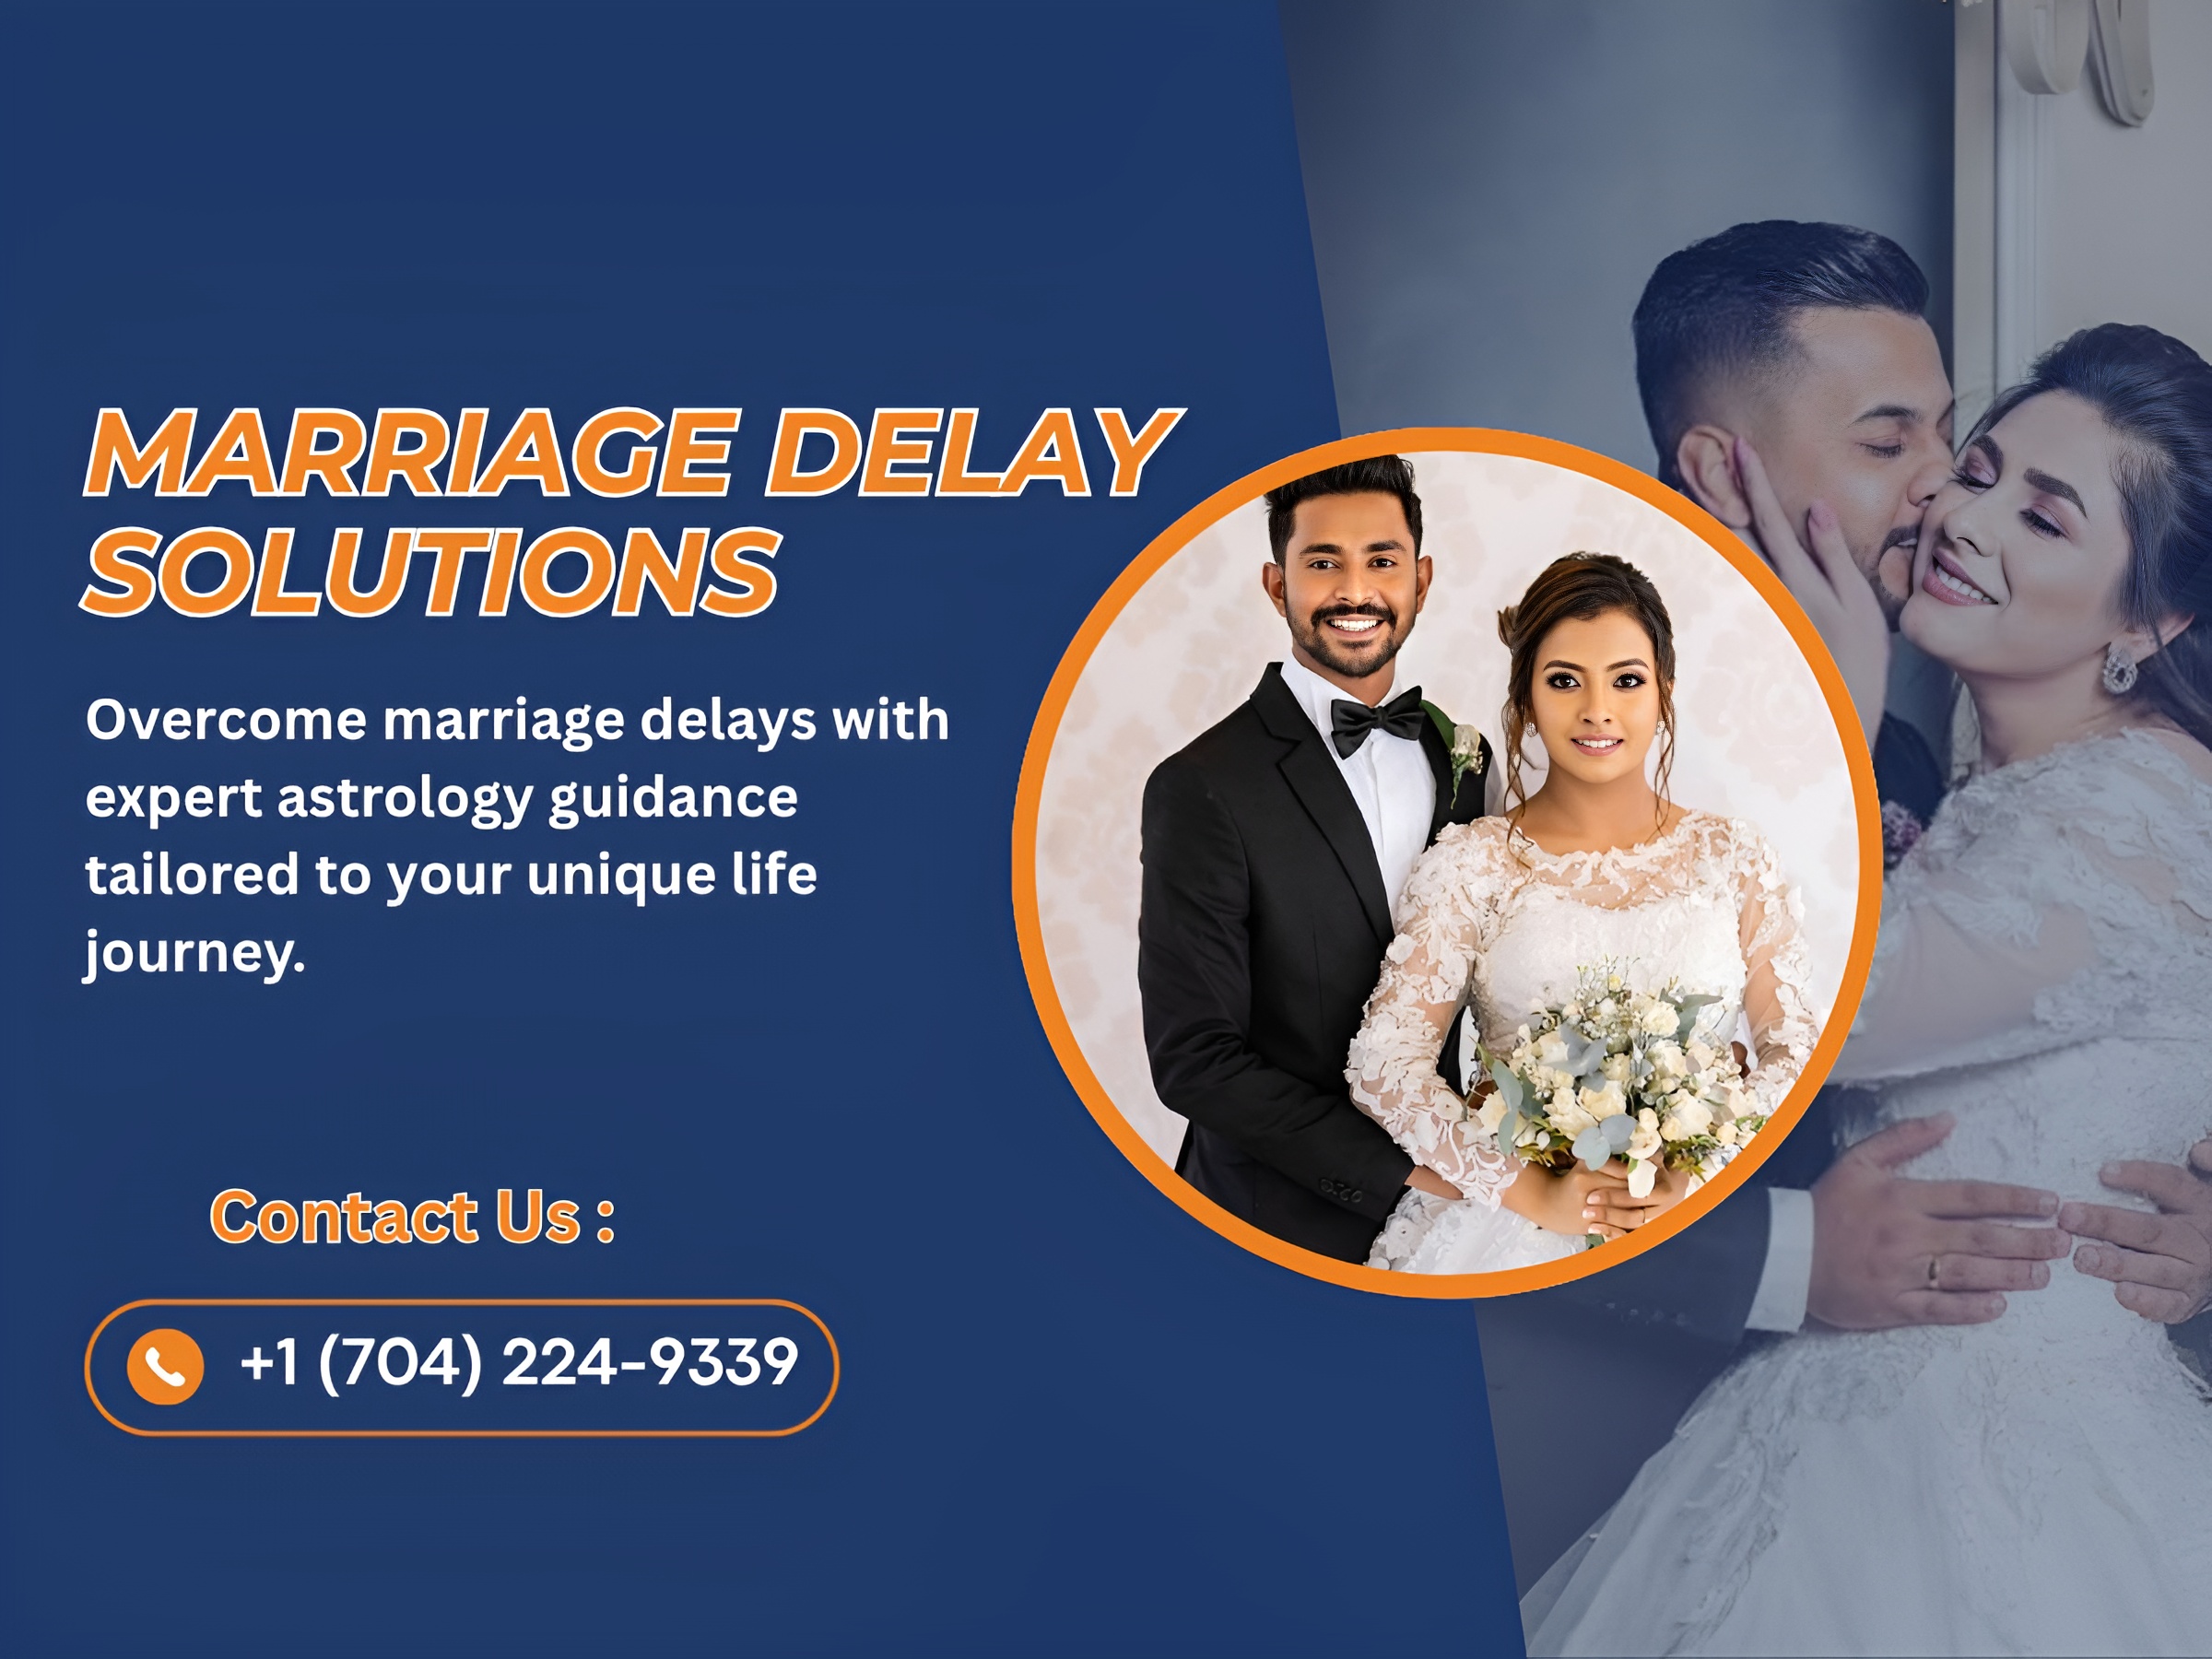 MARRIAGE DELAY
SOLUTIONS
Overcome marriage delays with
expert astrology guidance
tailored to your unique life
journey.
Contact Us :
+1 (704) 224-9339